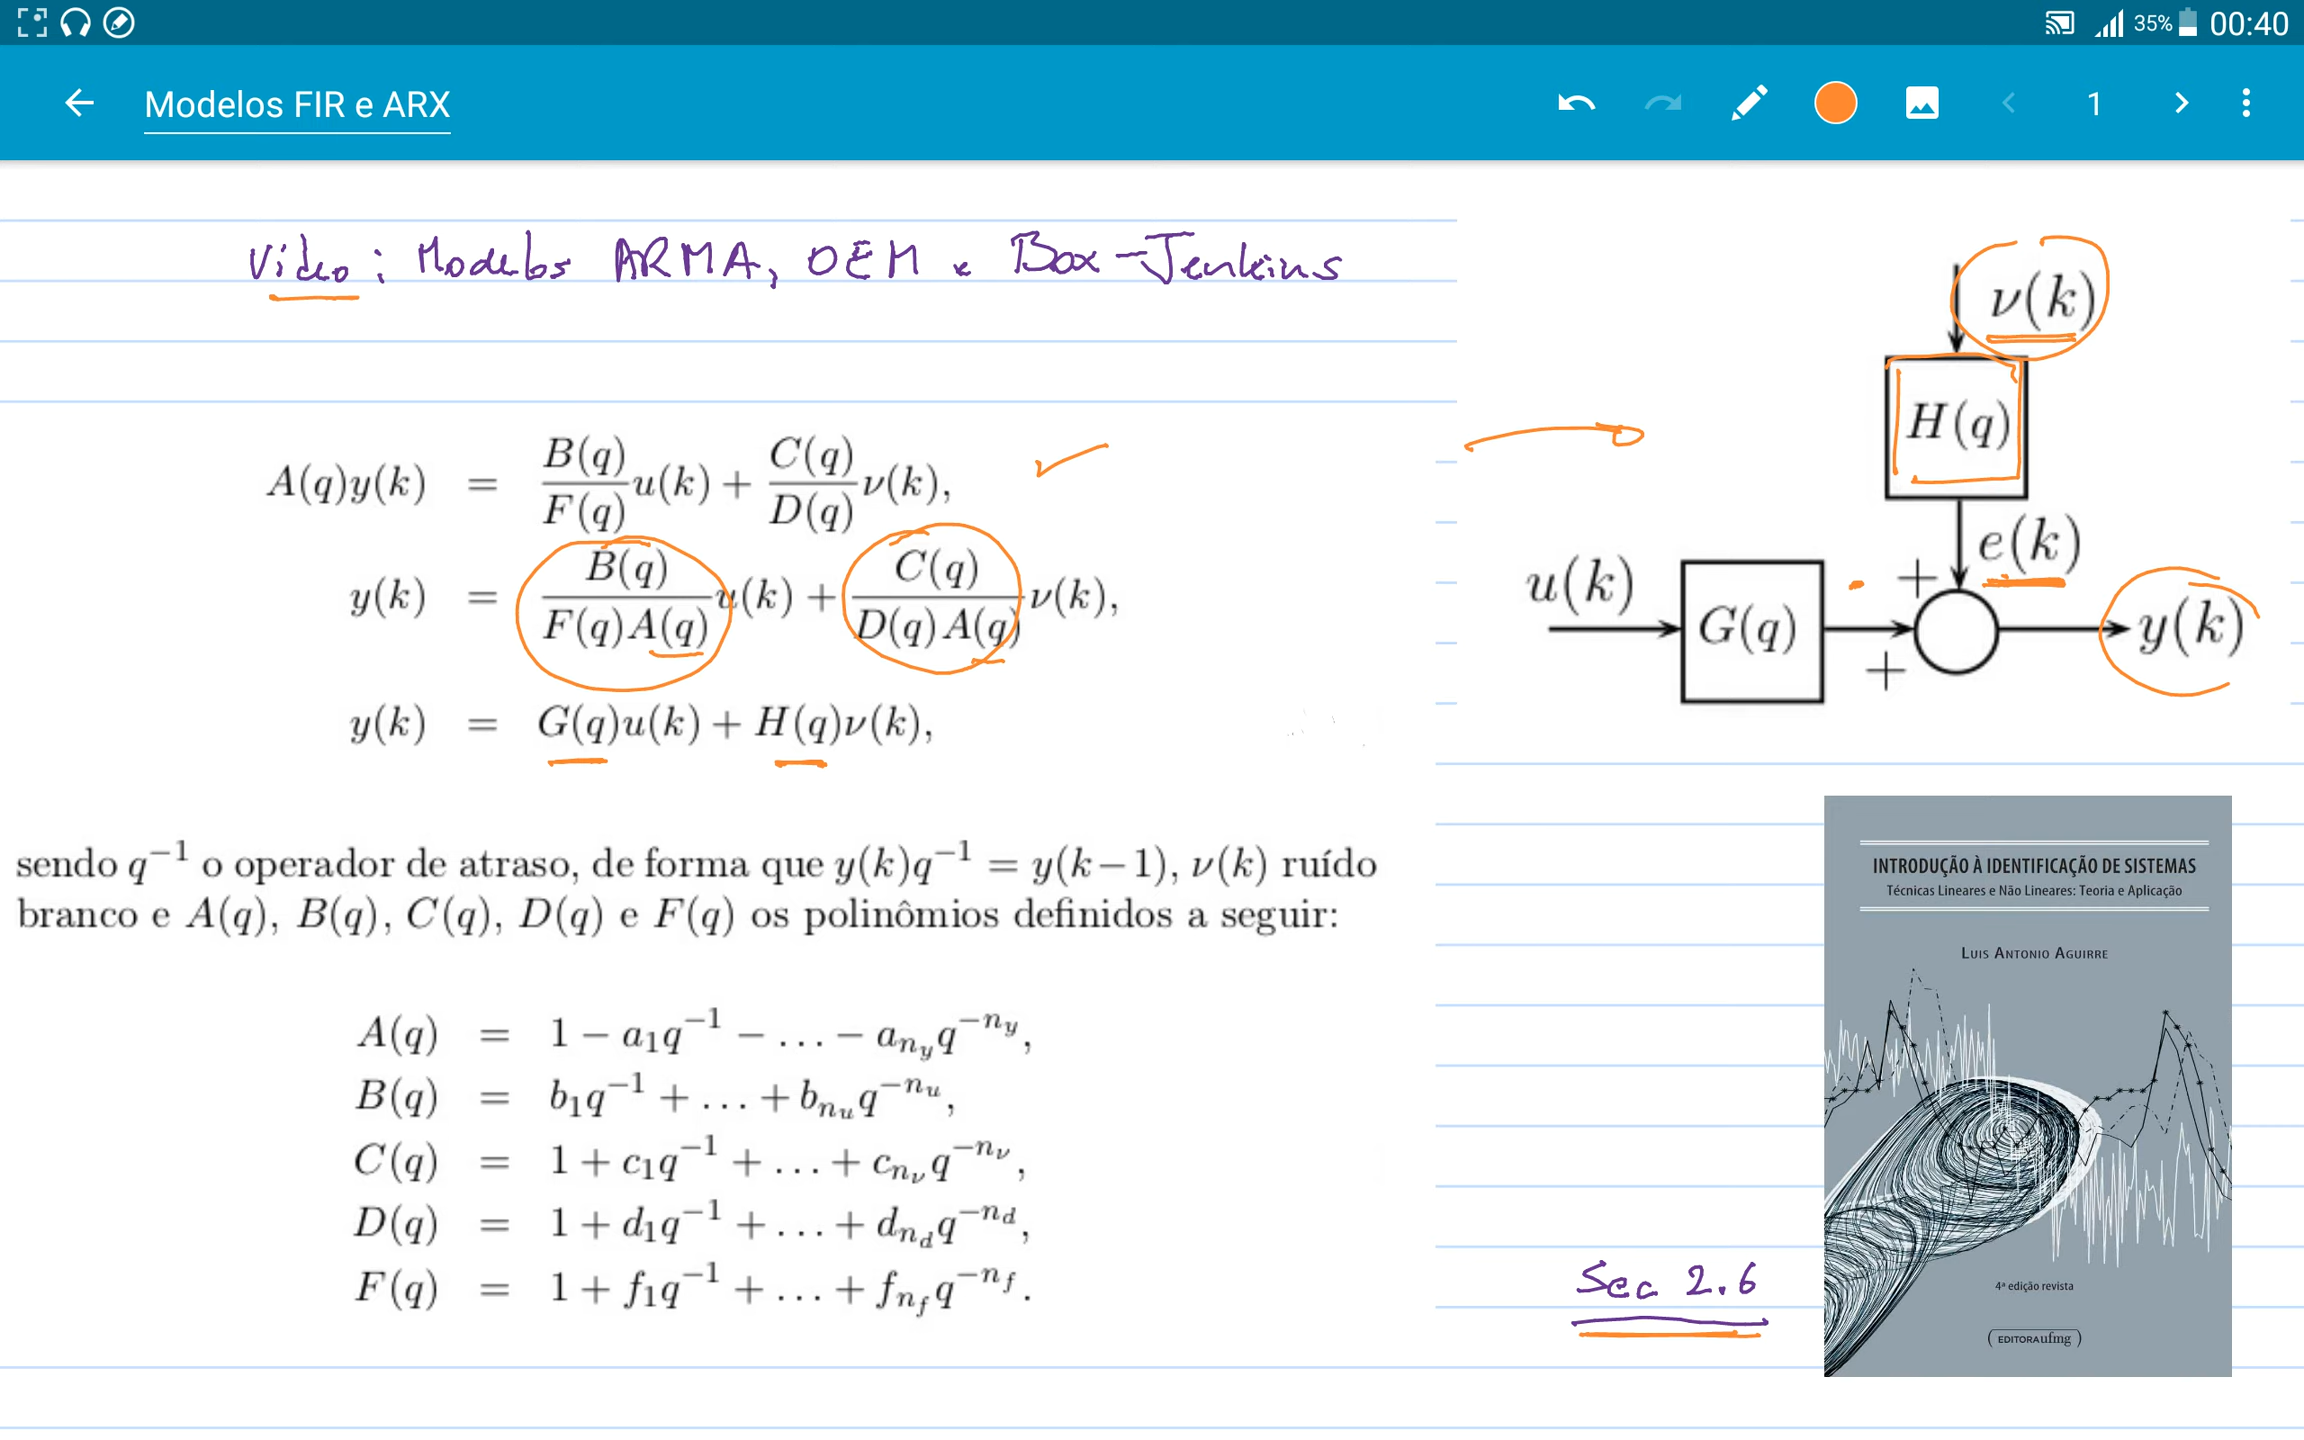 35% 00:40
Modelos FIR e ARX 1
Vídeo: Modelos ARMA, OEM e Box-Jenkins
A(q)y(k) = B(q)/F(q) u(k) + C(q)/D(q) ν(k),
y(k) = B(q)/F(q)A(q) u(k) + C(q)/D(q)A(q) ν(k),
y(k) = G(q)u(k) + H(q)ν(k),
sendo q⁻¹ o operador de atraso, de forma que y(k)q⁻¹ = y(k−1), ν(k) ruído
branco e A(q), B(q), C(q), D(q) e F(q) os polinômios definidos a seguir:
A(q) = 1 − a_1q^{−1} − ... − a_{n_y}q^{−n_y},
B(q) = b_1q^{−1} + ... + b_{n_u}q^{−n_u},
C(q) = 1 + c_1q^{−1} + ... + c_{n_ν}q^{−n_ν},
D(q) = 1 + d_1q^{−1} + ... + d_{n_d}q^{−n_d},
F(q) = 1 + f_1q^{−1} + ... + f_{n_f}q^{−n_f}.
ν(k)
H(q)
e(k)
u(k) G(q) + + y(k)
INTRODUÇÃO À IDENTIFICAÇÃO DE SISTEMAS
Técnicas Lineares e Não Lineares: Teoria e Aplicação
LUIS ANTONIO AGUIRRE
4ª edição revista
EDITORAufmg
Sec 2.6